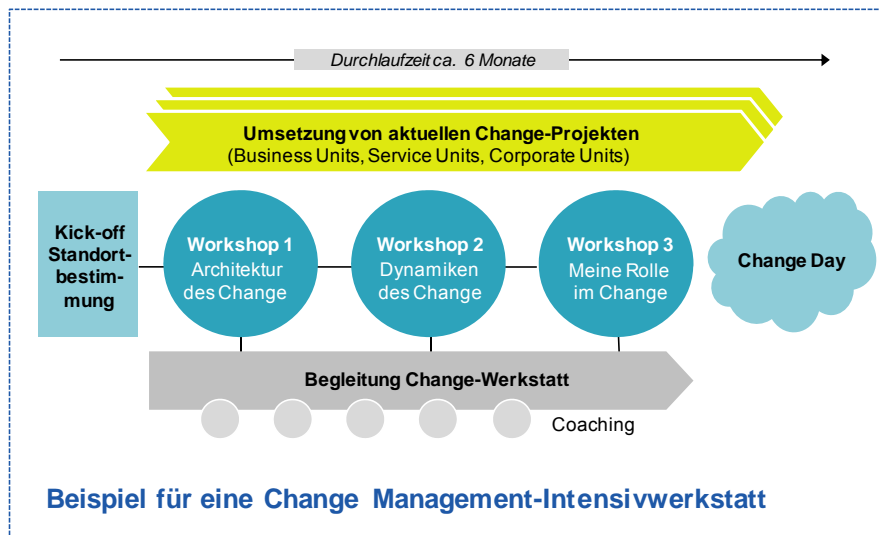 Durchlaufzeit ca. 6 Monate
Umsetzung von aktuellen Change-Projekten
(Business Units, Service Units, Corporate Units)
Kick-off
Standort-
bestim-
mung
Workshop 1
Architektur
des Change
Workshop 2
Dynamiken
des Change
Workshop 3
Meine Rolle
im Change
Change Day
Begleitung Change-Werkstatt
Coaching
Beispiel für eine Change Management-Intensivwerkstatt